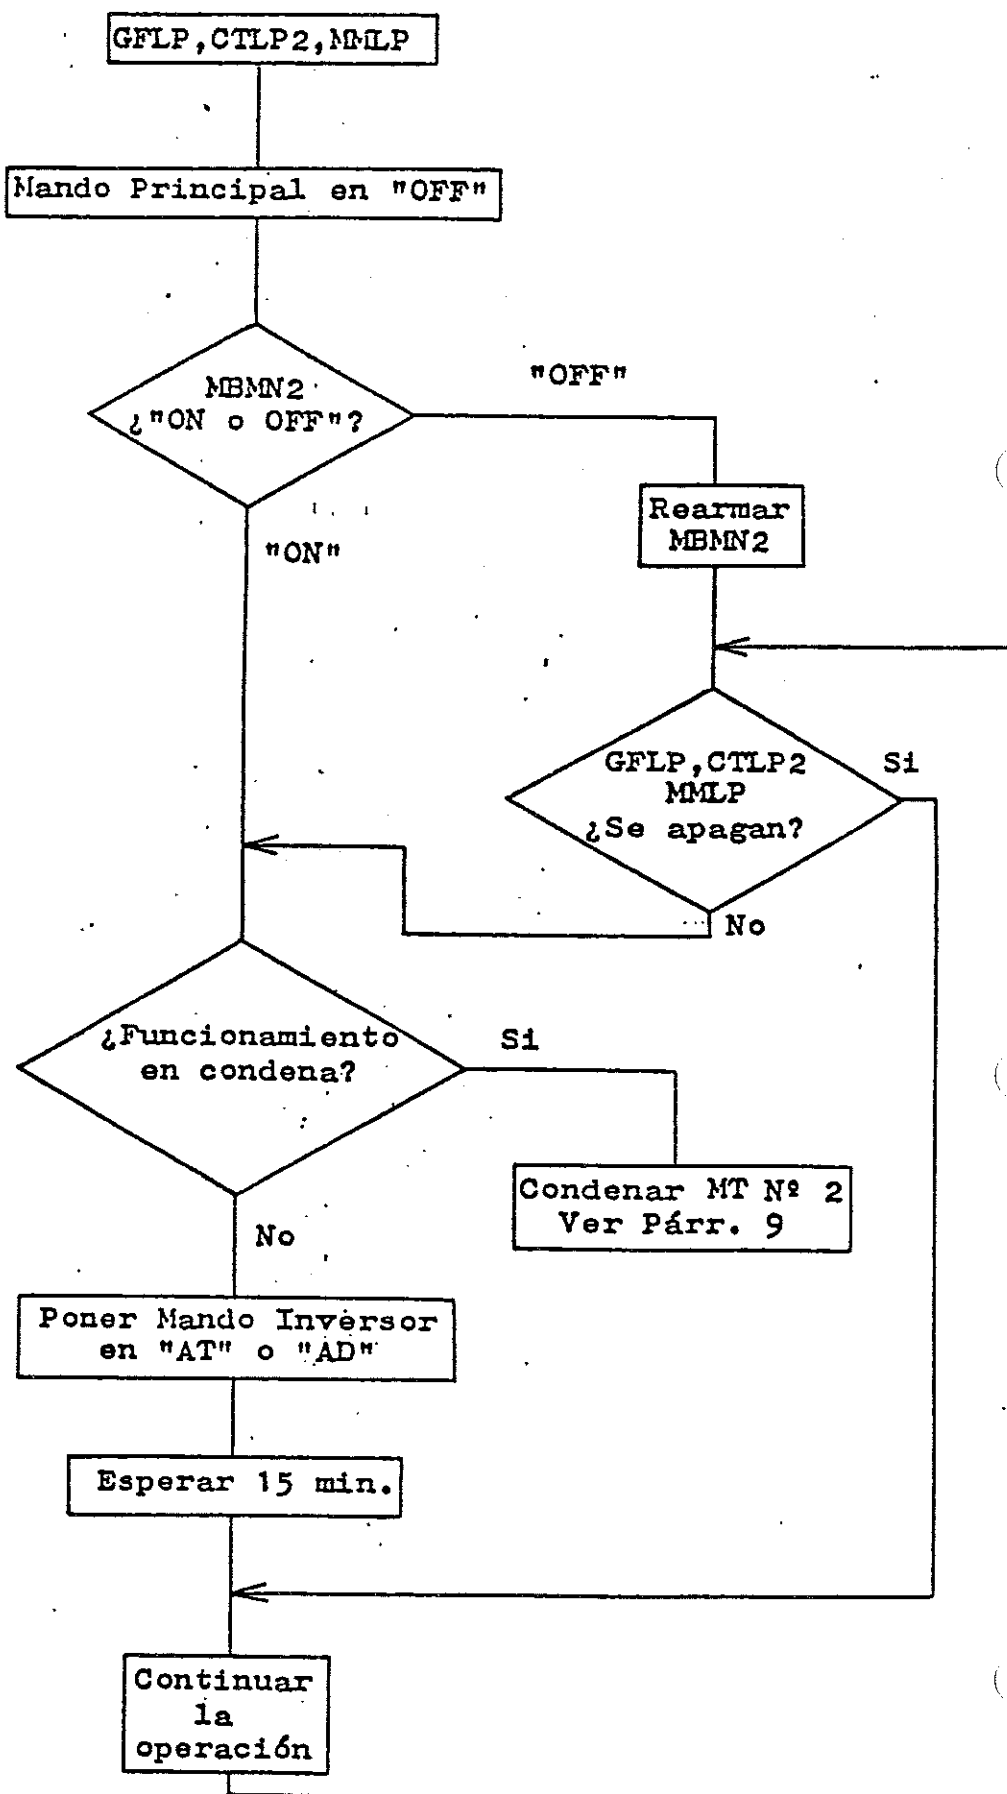 GFLP,CTLP2,MMLP
Mando Principal en "OFF"
MBMN2
¿"ON o OFF"?
"OFF"
"ON"
Rearmar
MBMN2
GFLP,CTLP2
MMLP
¿Se apagan?
Si
No
¿Funcionamiento
en condena?
Si
Condenar MT Nº 2
Ver Párr. 9
No
Poner Mando Inversor
en "AT" o "AD"
Esperar 15 min.
Continuar
la
operación